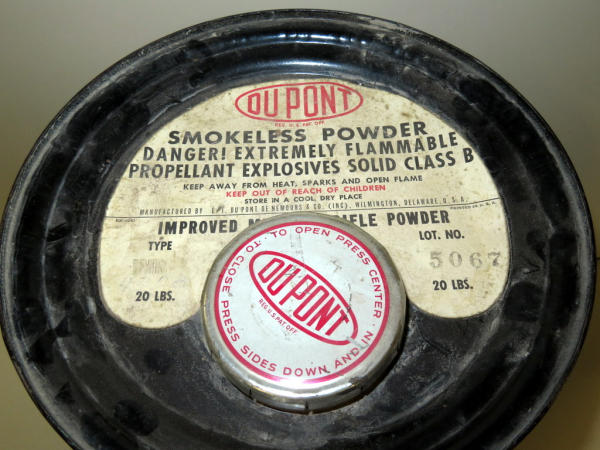 DU PONT
REG. U.S. PAT. OFF.
SMOKELESS POWDER
DANGER! EXTREMELY FLAMMABLE
PROPELLANT EXPLOSIVES SOLID CLASS B
KEEP AWAY FROM HEAT, SPARKS AND OPEN FLAME
KEEP OUT OF REACH OF CHILDREN
STORE IN A COOL, DRY PLACE
MANUFACTURED BY E.I. DU PONT DE NEMOURS & CO. (INC), WILMINGTON, DELAWARE, U.S.A.
IMPROVED RIFLE POWDER
TYPE LOT. NO.
5067
20 LBS. 20 LBS.
TO OPEN PRESS CENTER
DU PONT
REG. U.S. PAT. OFF.
TO CLOSE PRESS SIDES DOWN AND IN